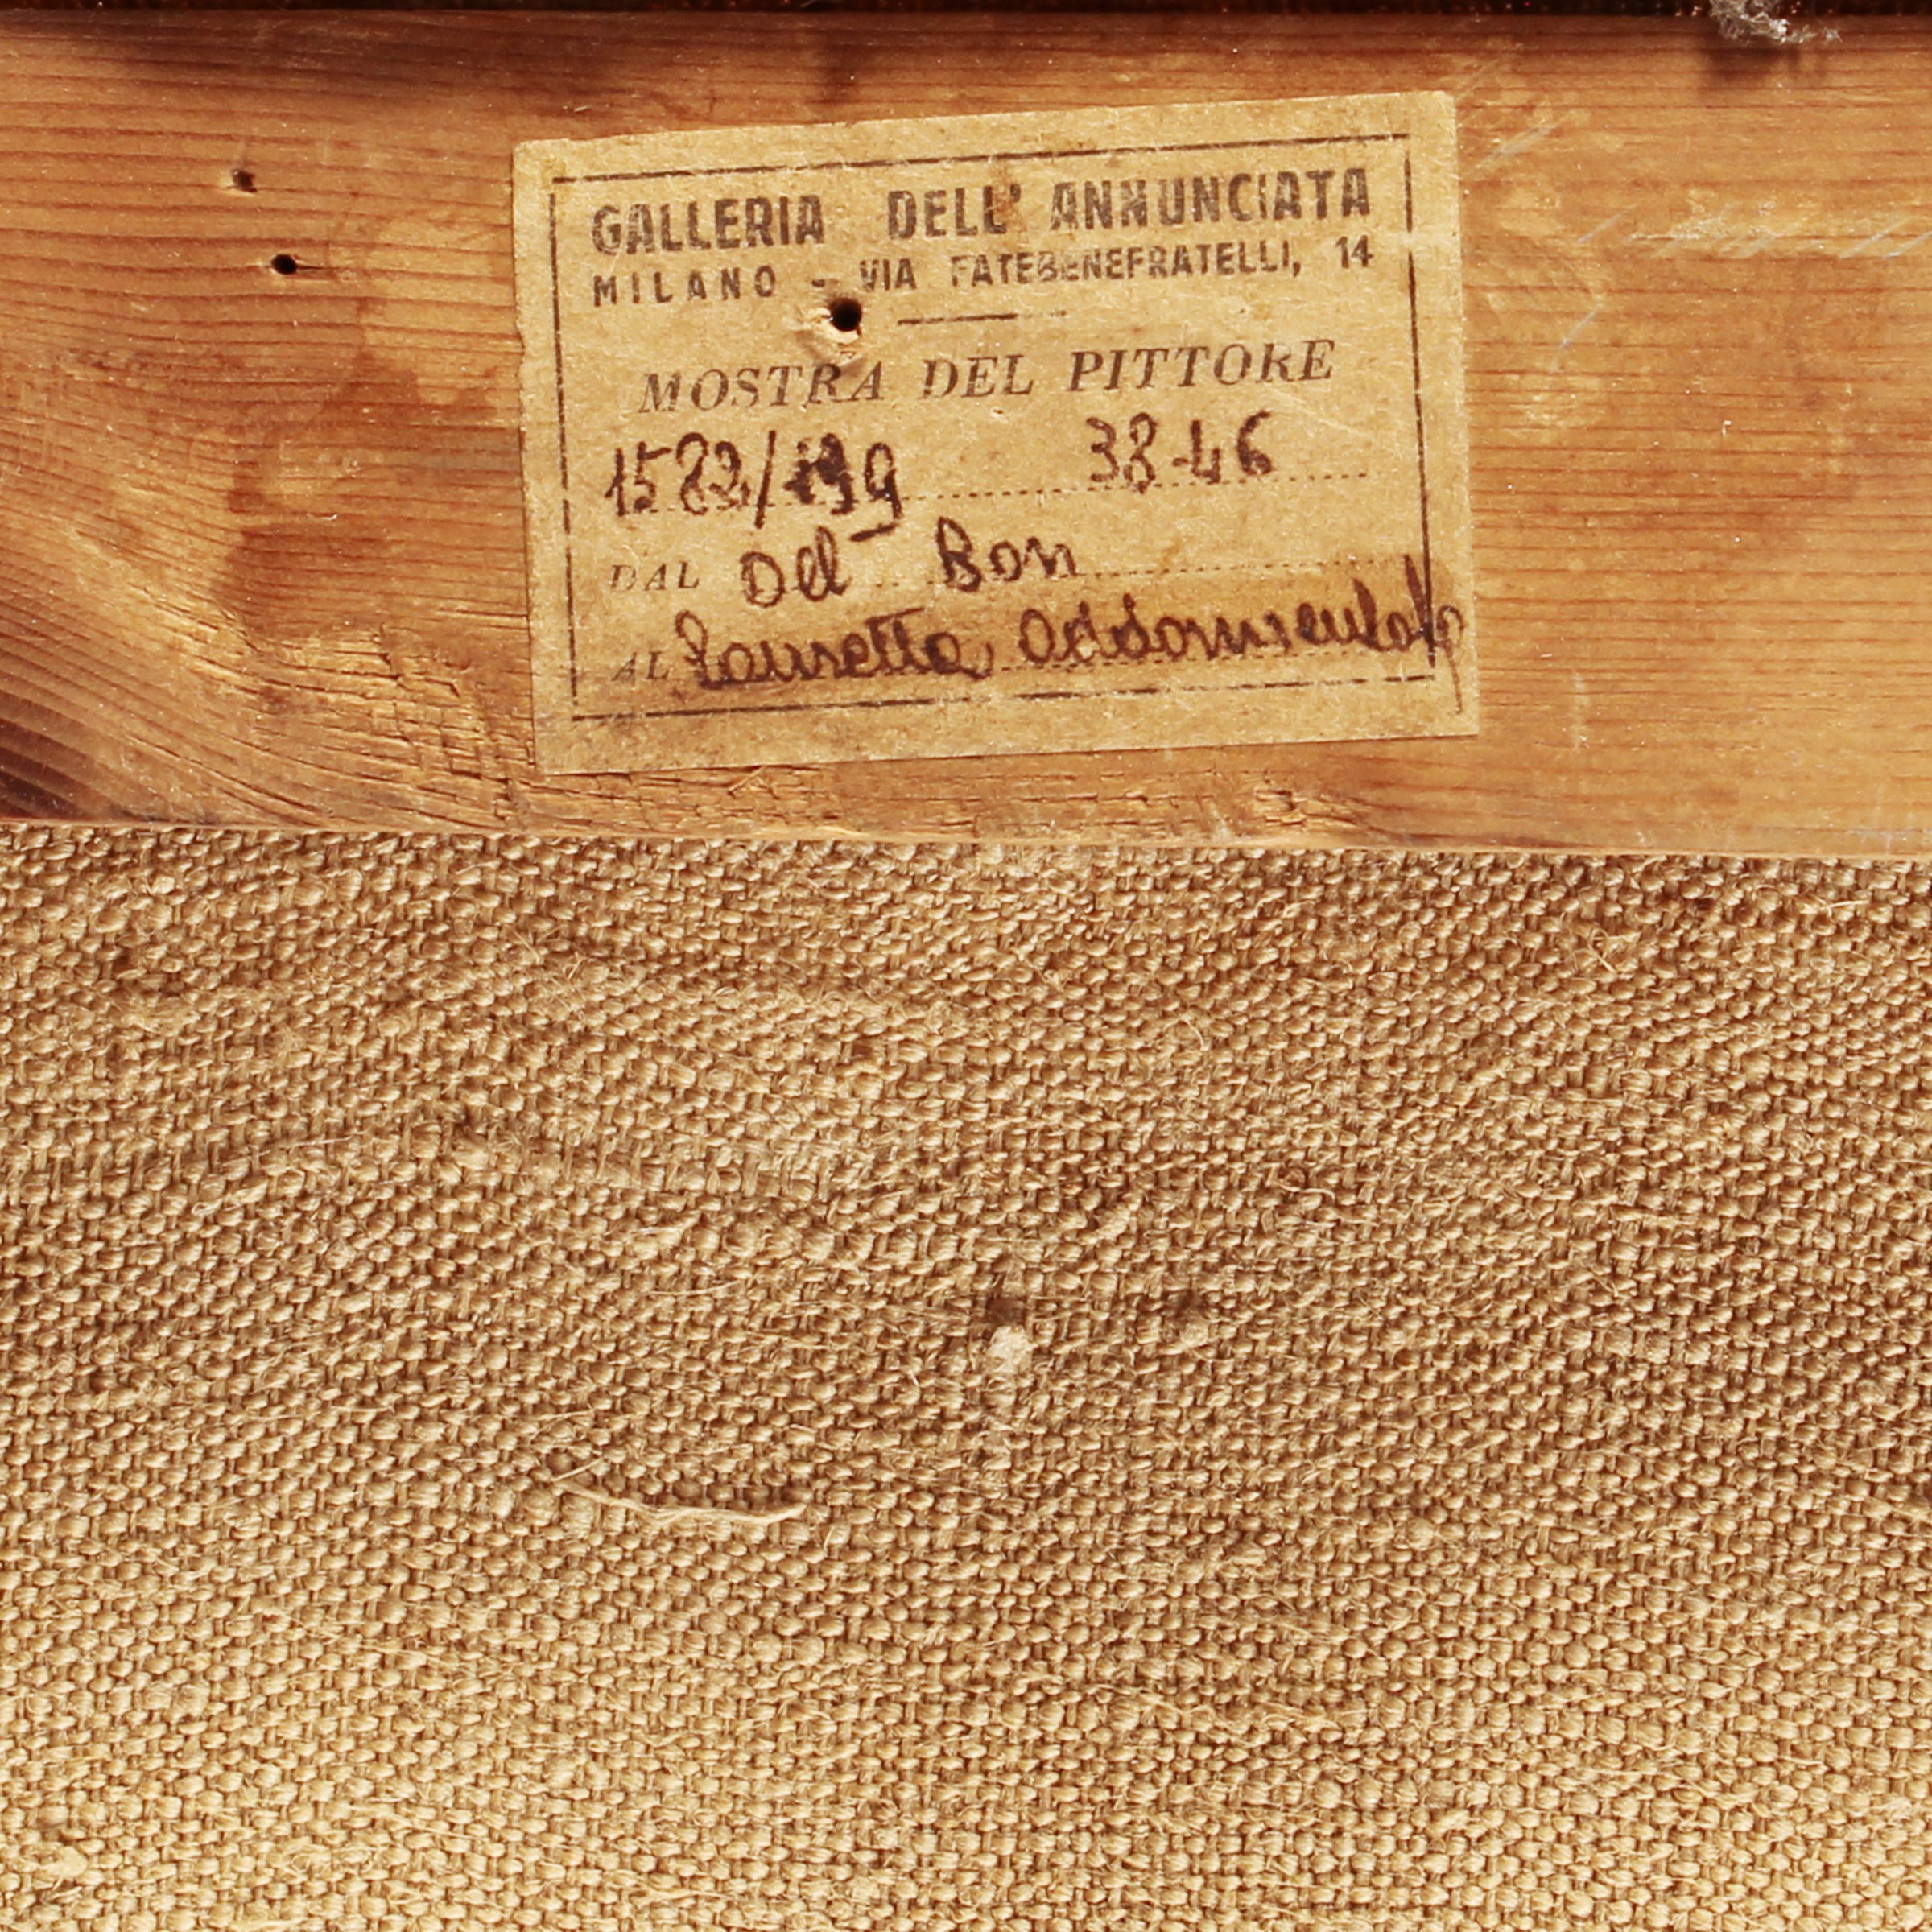 GALLERIA DELL' ANNUNCIATA
MILANO - VIA FATEBENEFRATELLI, 14
MOSTRA DEL PITTORE
38-46
DAL Del Bon
AL Lauretta addormentata